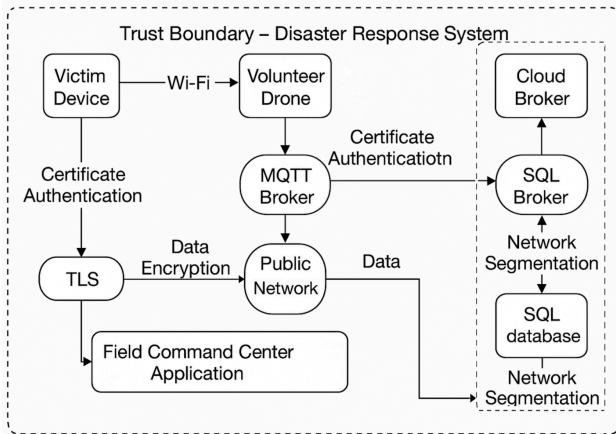 Trust Boundary – Disaster Response System
Victim
Device
Wi-Fi
Volunteer
Drone
Cloud
Broker
Certificate
Authentication
MQTT
Broker
Certificate
Authenticatiotn
SQL
Broker
Network
Segmentation
TLS
Data
Encryption
Public
Network
Data
SQL
database
Field Command Center
Application
Network
Segmentation